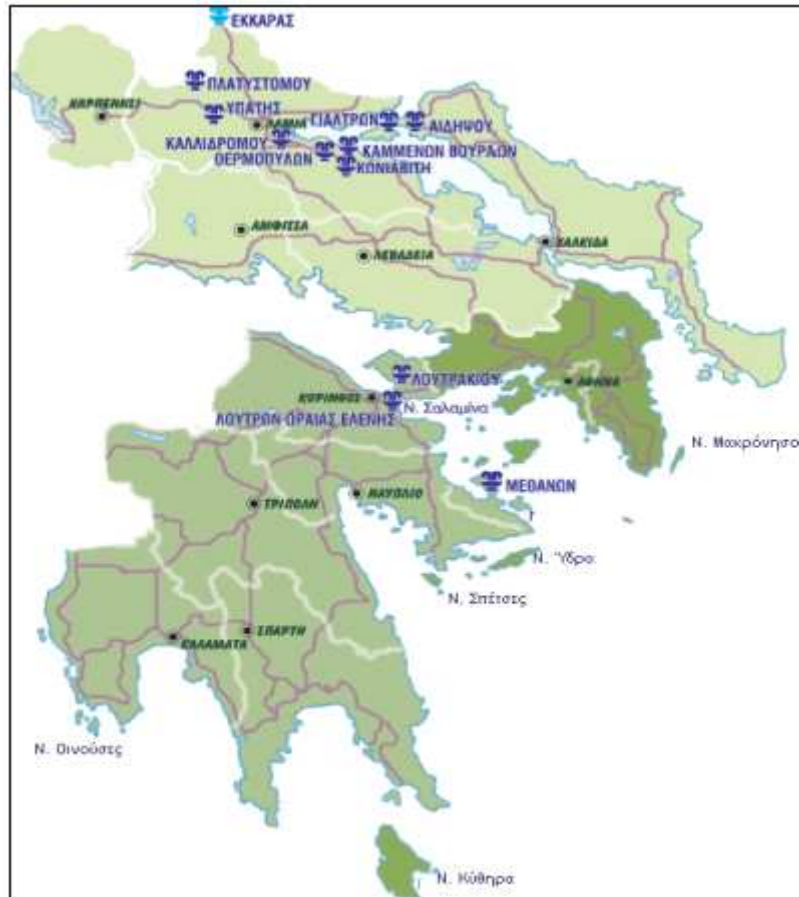 ΕΚΚΑΡΑΣ
ΠΛΑΤΥΣΤΟΜΟΥ
ΚΑΡΠΕΝΗΣΙ
ΥΠΑΤΗΣ
ΛΑΜΙΑ
ΓΙΑΛΤΡΩΝ
ΑΙΔΗΨΟΥ
ΚΑΛΛΙΔΡΟΜΟΥ
ΚΑΜΜΕΝΩΝ ΒΟΥΡΛΩΝ
ΘΕΡΜΟΠΥΛΩΝ
ΚΟΝΙΑΒΙΤΗ
ΑΜΦΙΣΣΑ
ΧΑΛΚΙΔΑ
ΛΕΒΑΔΕΙΑ
ΛΟΥΤΡΑΚΙΟΥ
ΑΘΗΝΑ
ΚΟΡΙΝΘΟΣ
Ν. Σαλαμίνα
ΛΟΥΤΡΩΝ ΩΡΑΙΑΣ ΕΛΕΝΗΣ
Ν. Μακρόνησο
ΜΕΘΑΝΩΝ
ΝΑΥΠΛΙΟ
ΤΡΙΠΟΛΗ
Ν. Ύδρα
Ν. Σπέτσες
ΣΠΑΡΤΗ
ΚΑΛΑΜΑΤΑ
Ν. Οινούσες
Ν. Κύθηρα